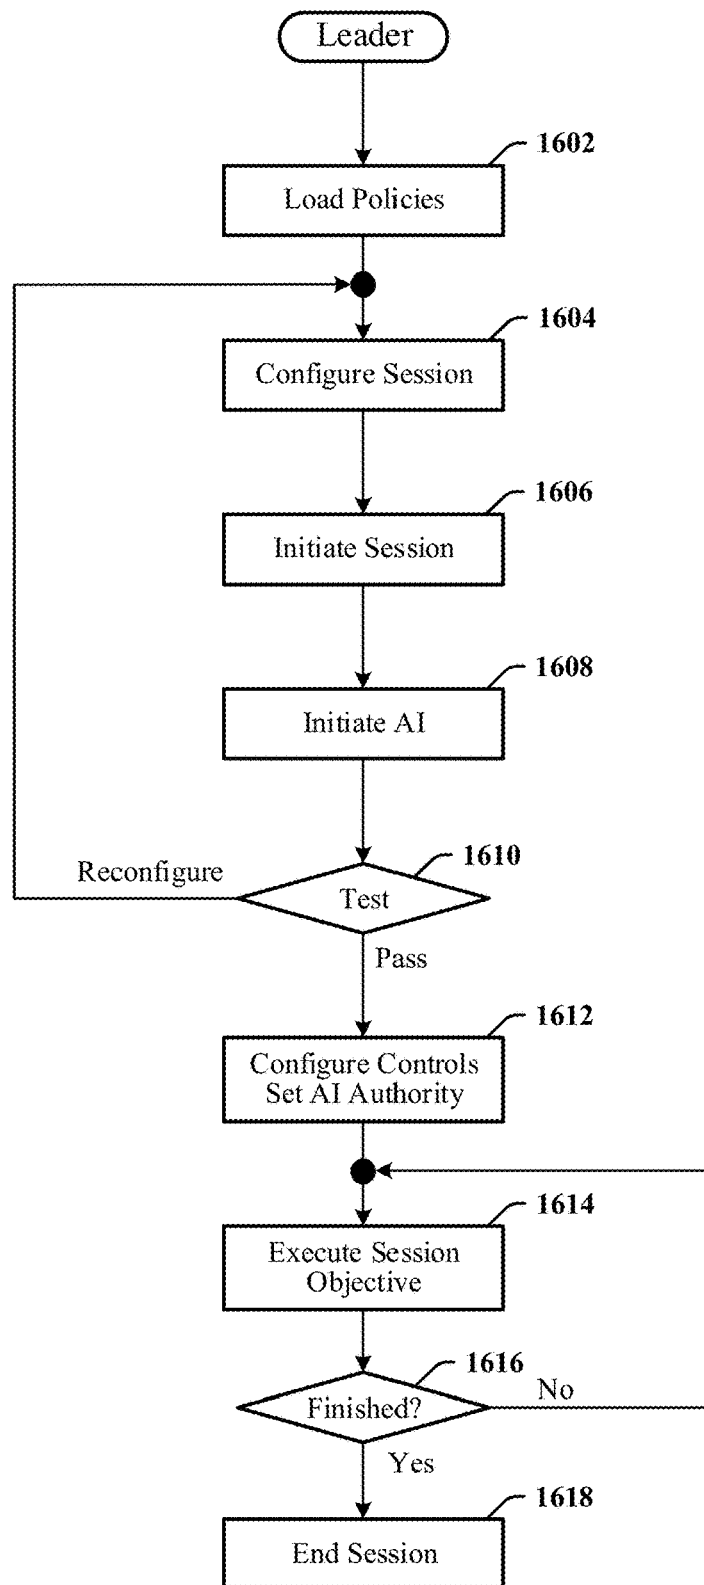 Leader
1602
Load Policies
1604
Configure Session
1606
Initiate Session
1608
Initiate AI
1610
Reconfigure
Test
Pass
1612
Configure Controls
Set AI Authority
1614
Execute Session
Objective
1616
No
Finished?
Yes
1618
End Session